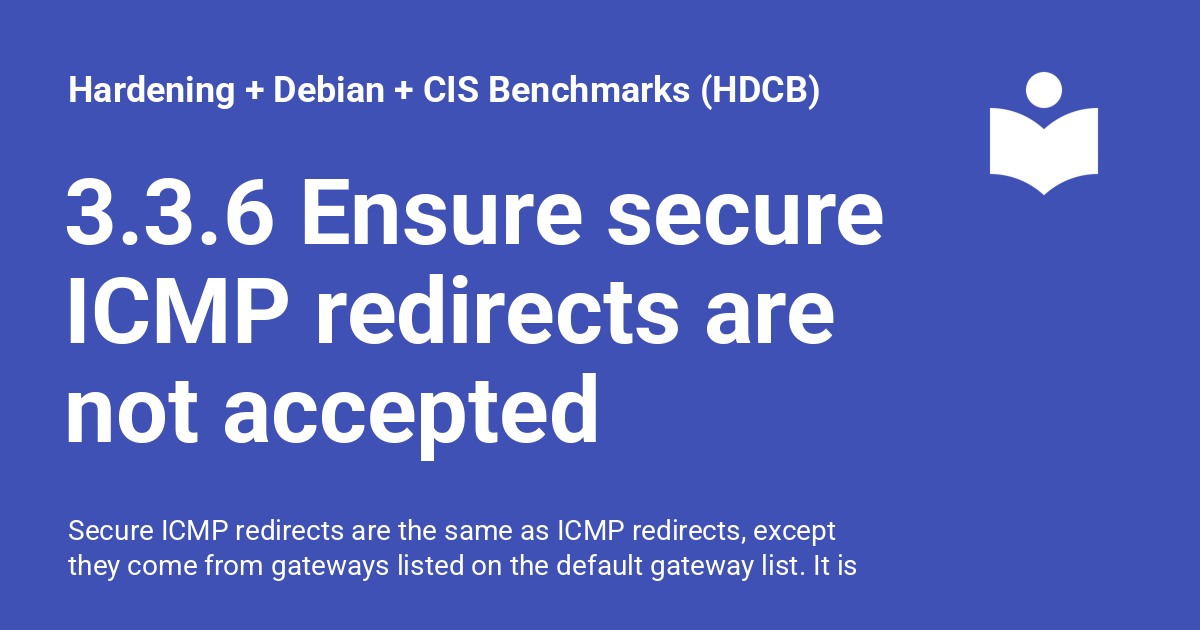 Hardening + Debian + CIS Benchmarks (HDCB)
3.3.6 Ensure secure
ICMP redirects are
not accepted
Secure ICMP redirects are the same as ICMP redirects, except
they come from gateways listed on the default gateway list. It is